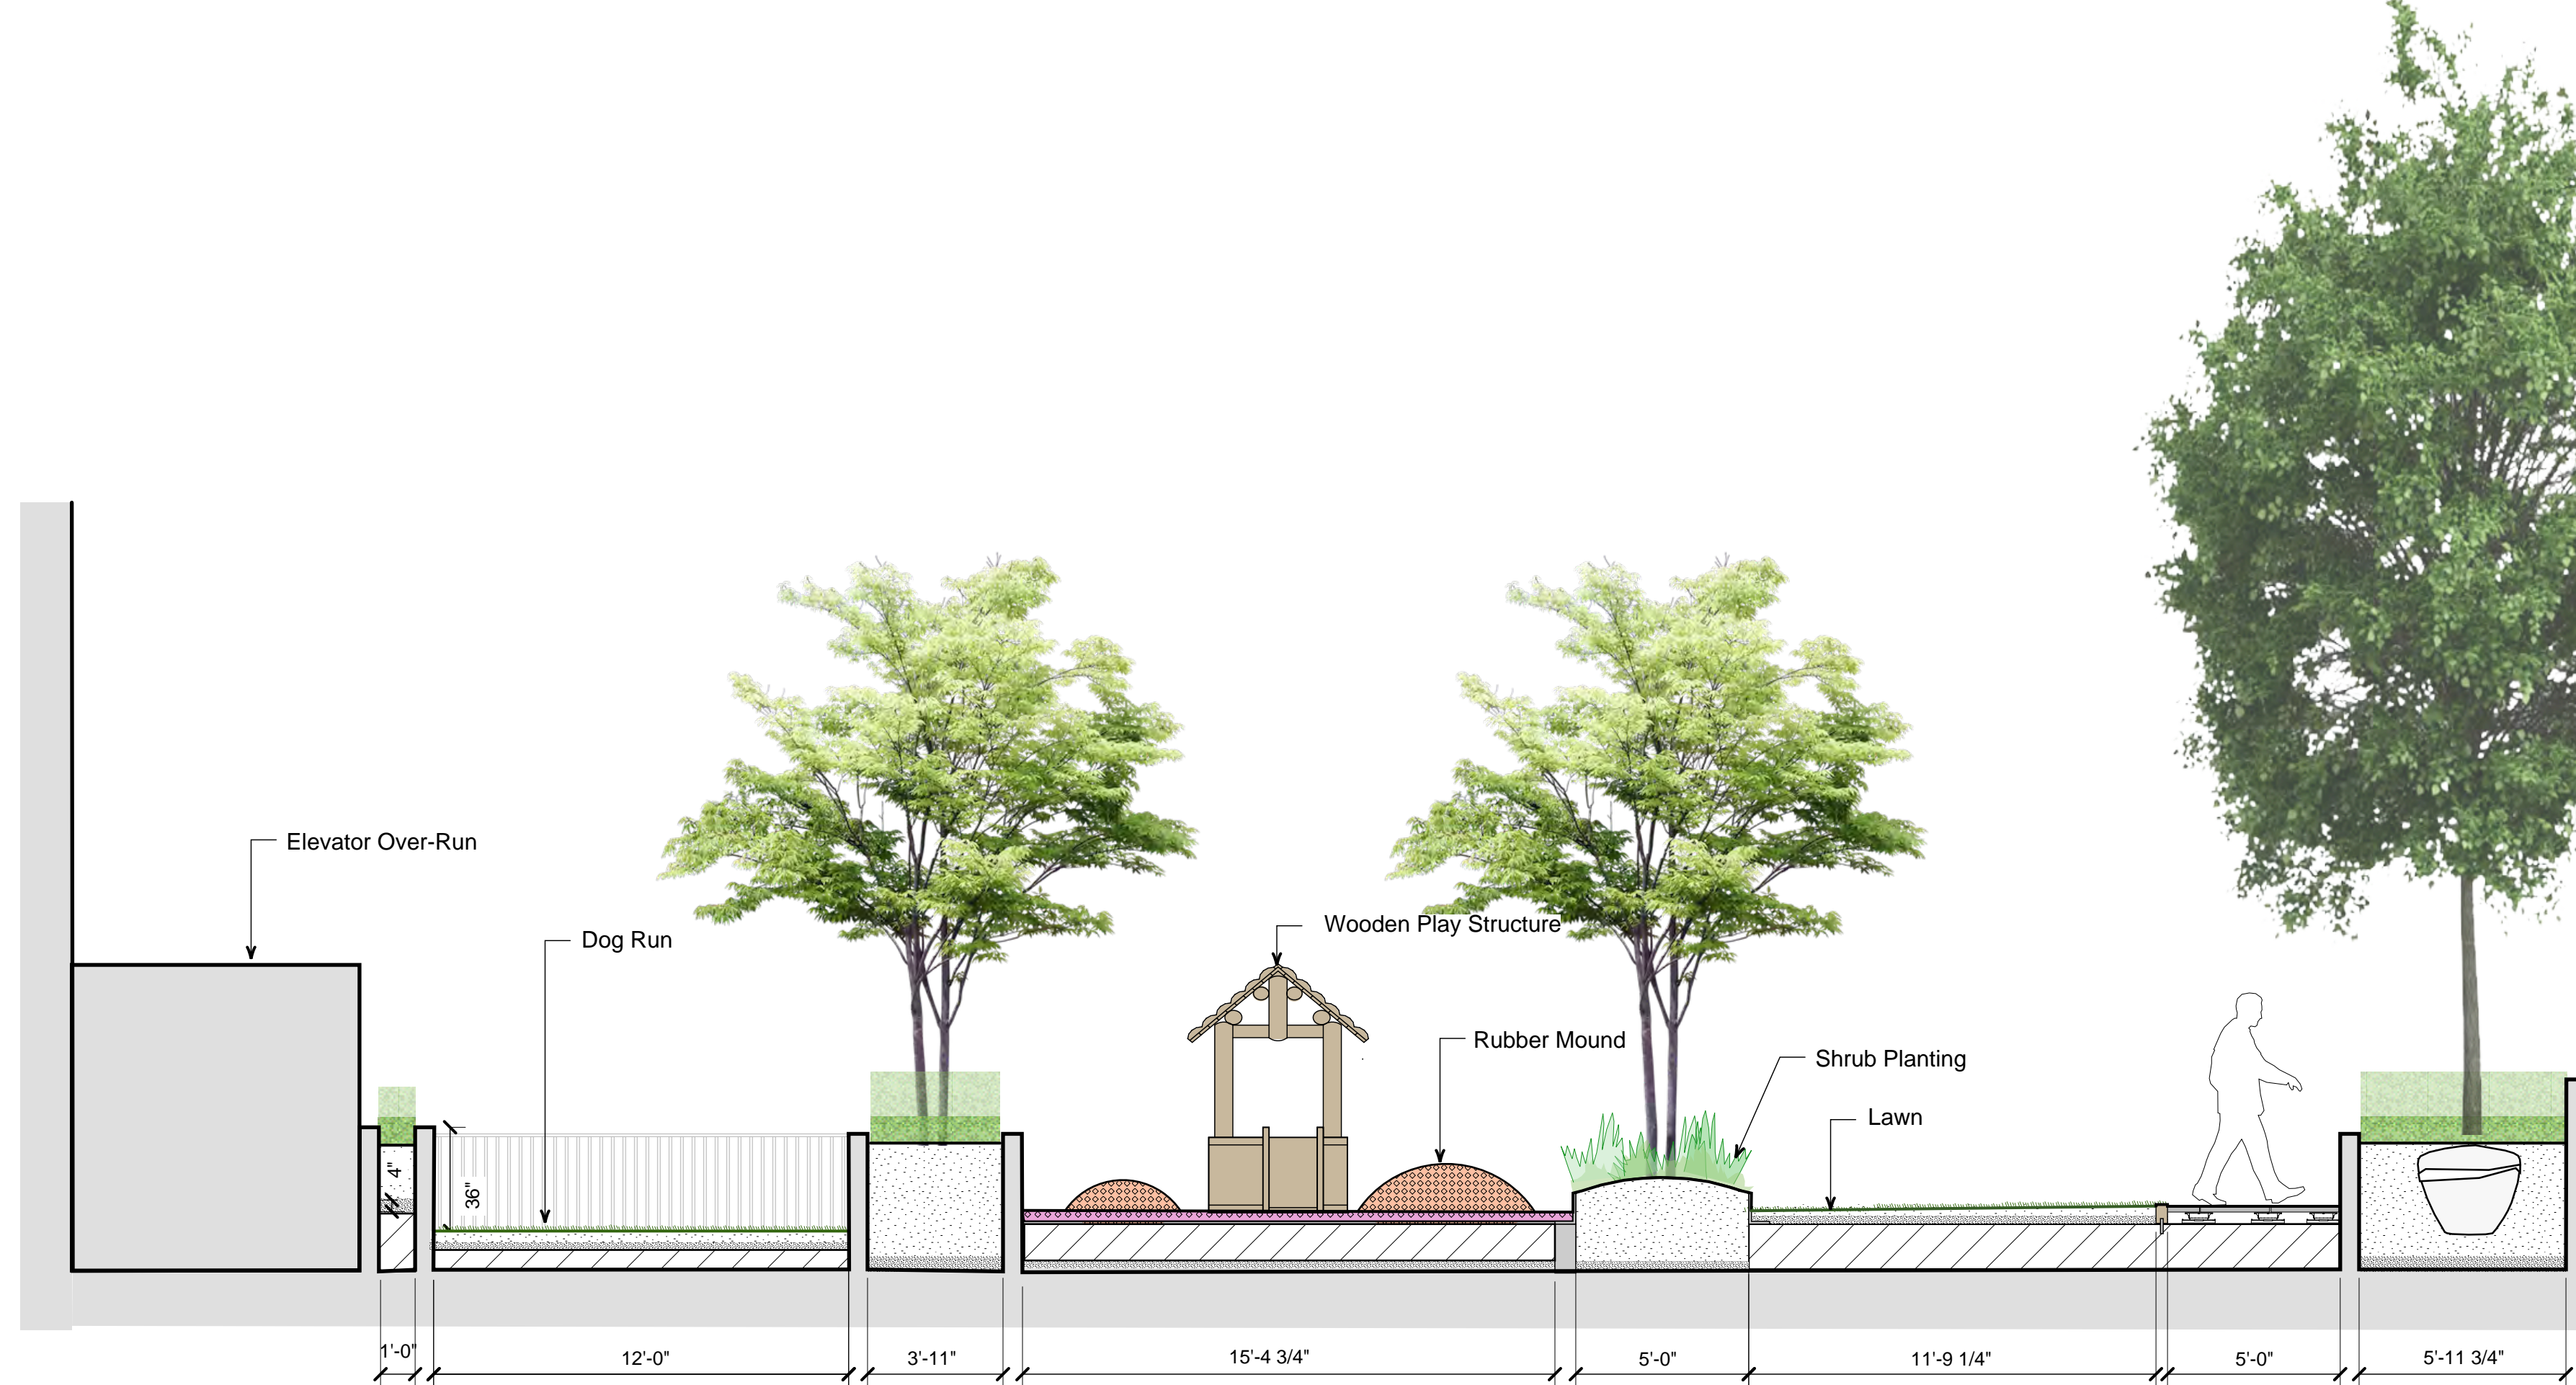 Elevator Over-Run
Dog Run
Wooden Play Structure
Rubber Mound
Shrub Planting
Lawn
4"
36"
1'-0"
12'-0"
3'-11"
15'-4 3/4"
5'-0"
11'-9 1/4"
5'-0"
5'-11 3/4"